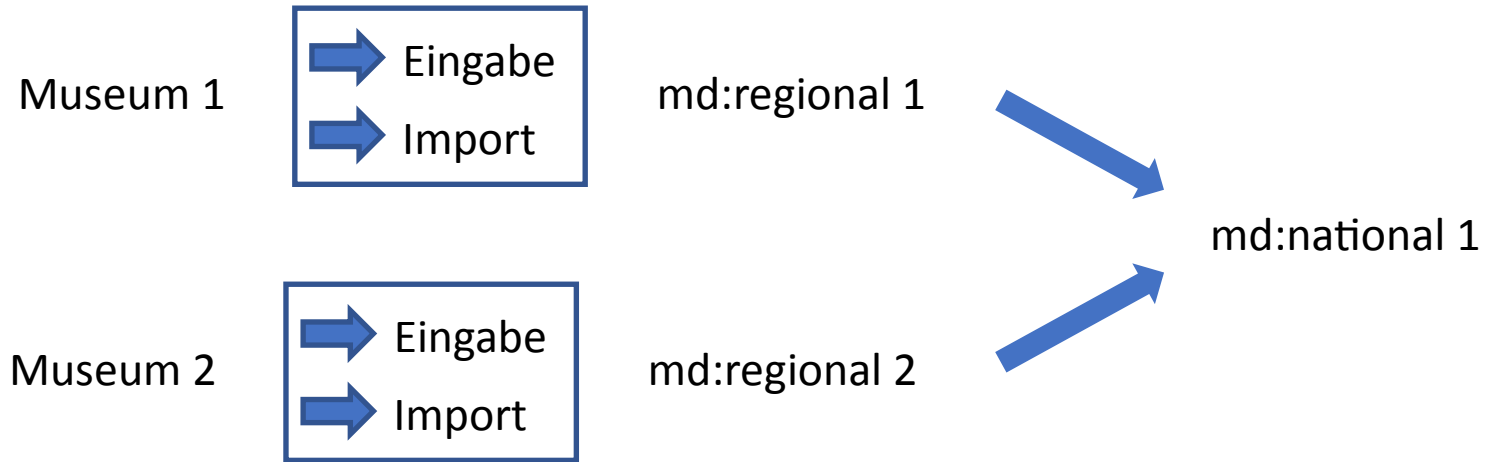 Museum 1
Eingabe
Import
md:regional 1
md:national 1
Museum 2
Eingabe
Import
md:regional 2